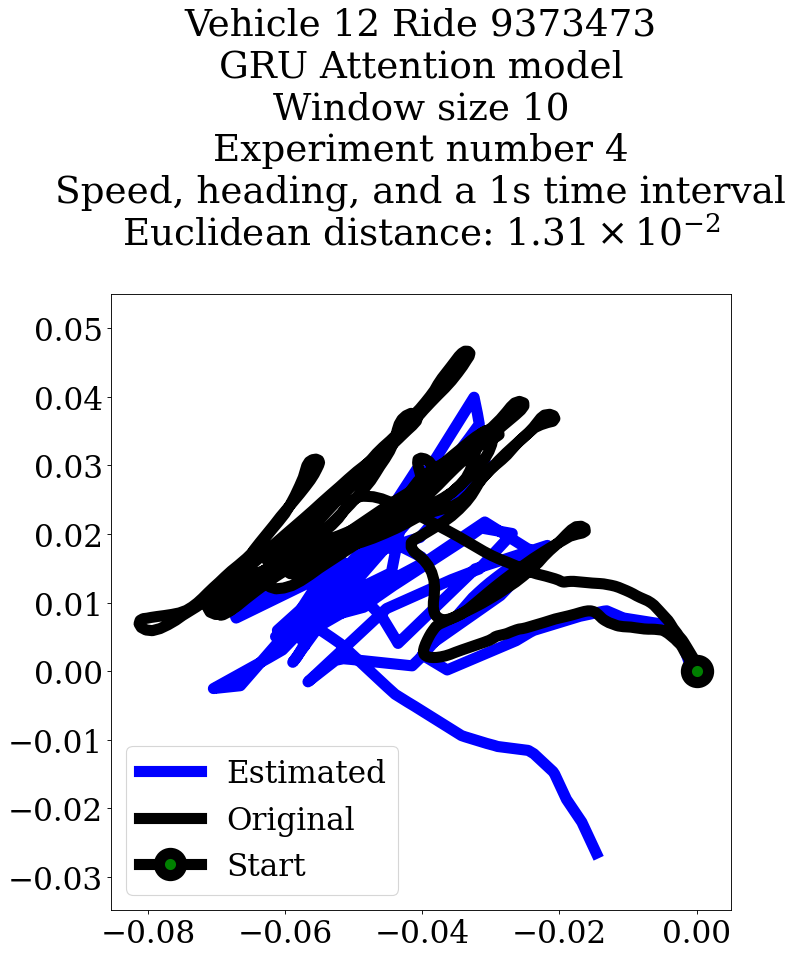 Vehicle 12 Ride 9373473
GRU Attention model
Window size 10
Experiment number 4
Speed, heading, and a 1s time interval
Euclidean distance: 1.31 × 10⁻²
0.05
0.04
0.03
0.02
0.01
0.00
−0.01
−0.02
−0.03
Estimated
Original
Start
−0.08 −0.06 −0.04 −0.02 0.00